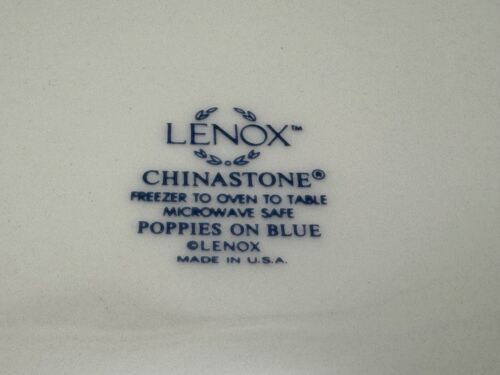 LENOX™
CHINASTONE®
FREEZER TO OVEN TO TABLE
MICROWAVE SAFE
POPPIES ON BLUE
©LENOX
MADE IN U.S.A.